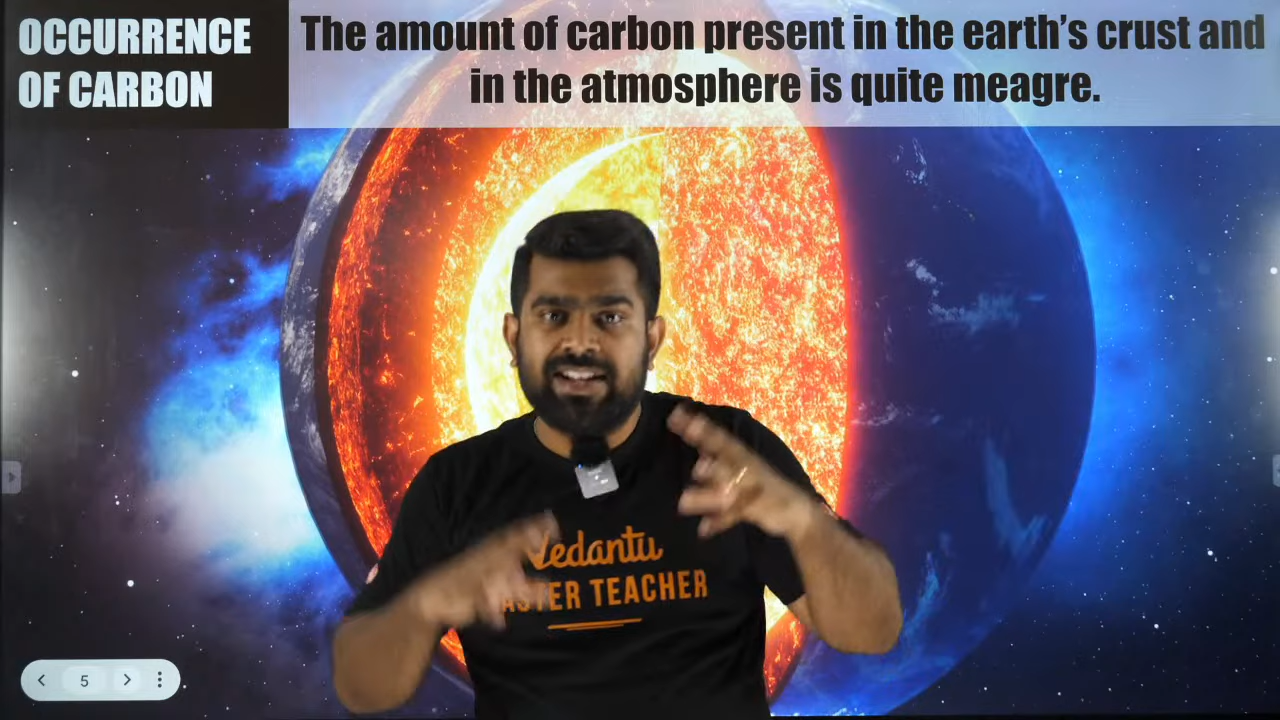 OCCURRENCE
OF CARBON
The amount of carbon present in the earth's crust and
in the atmosphere is quite meagre.
Vedantu
TEACHER
5